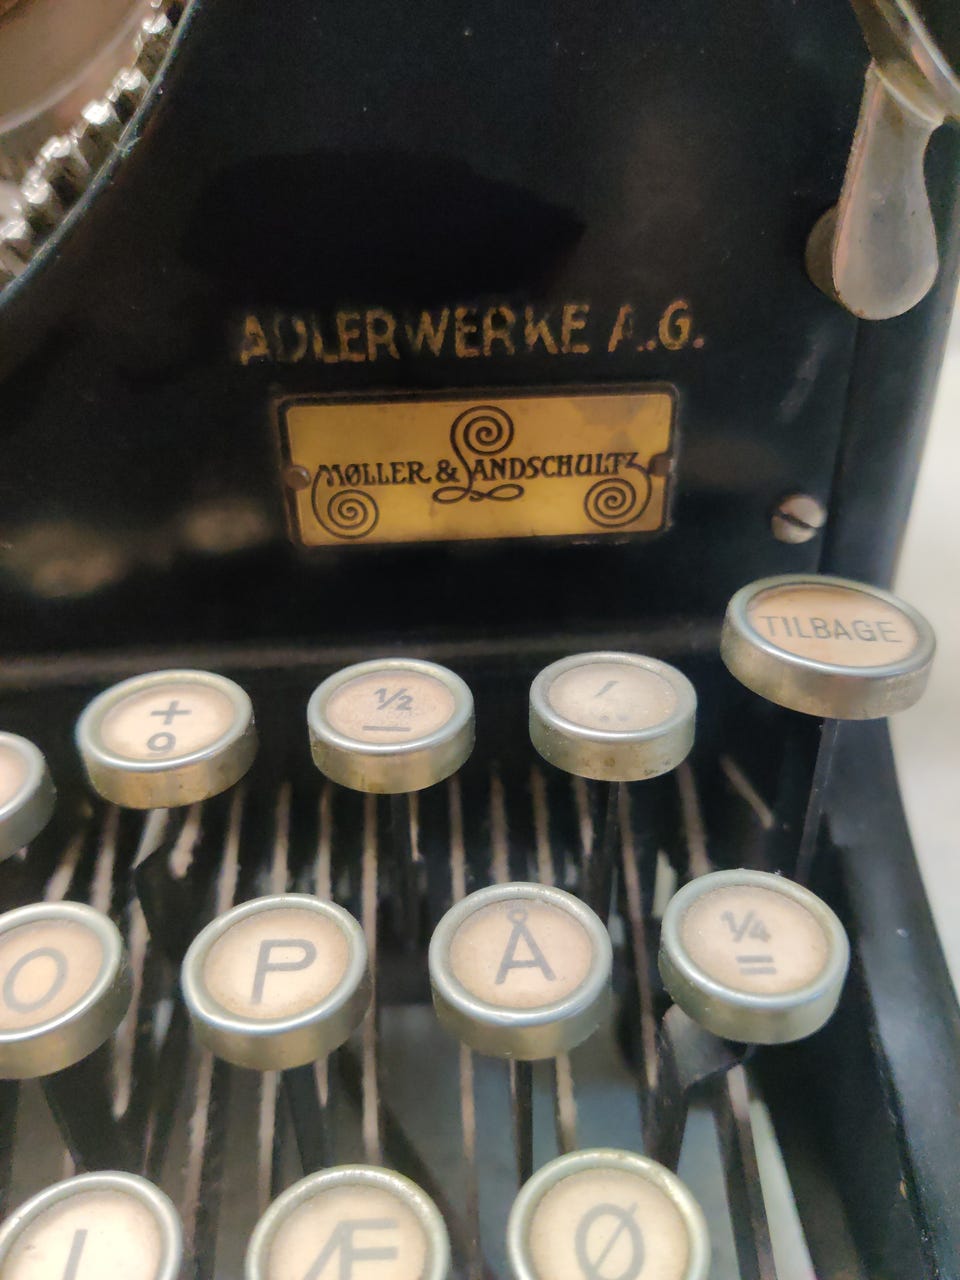 ADLERWERKE A.G.
MØLLER & LANDSCHULTZ
TILBAGE
+ 1/2 ´
9 _ ¨
O P Å 1/4
=
L Æ Ø